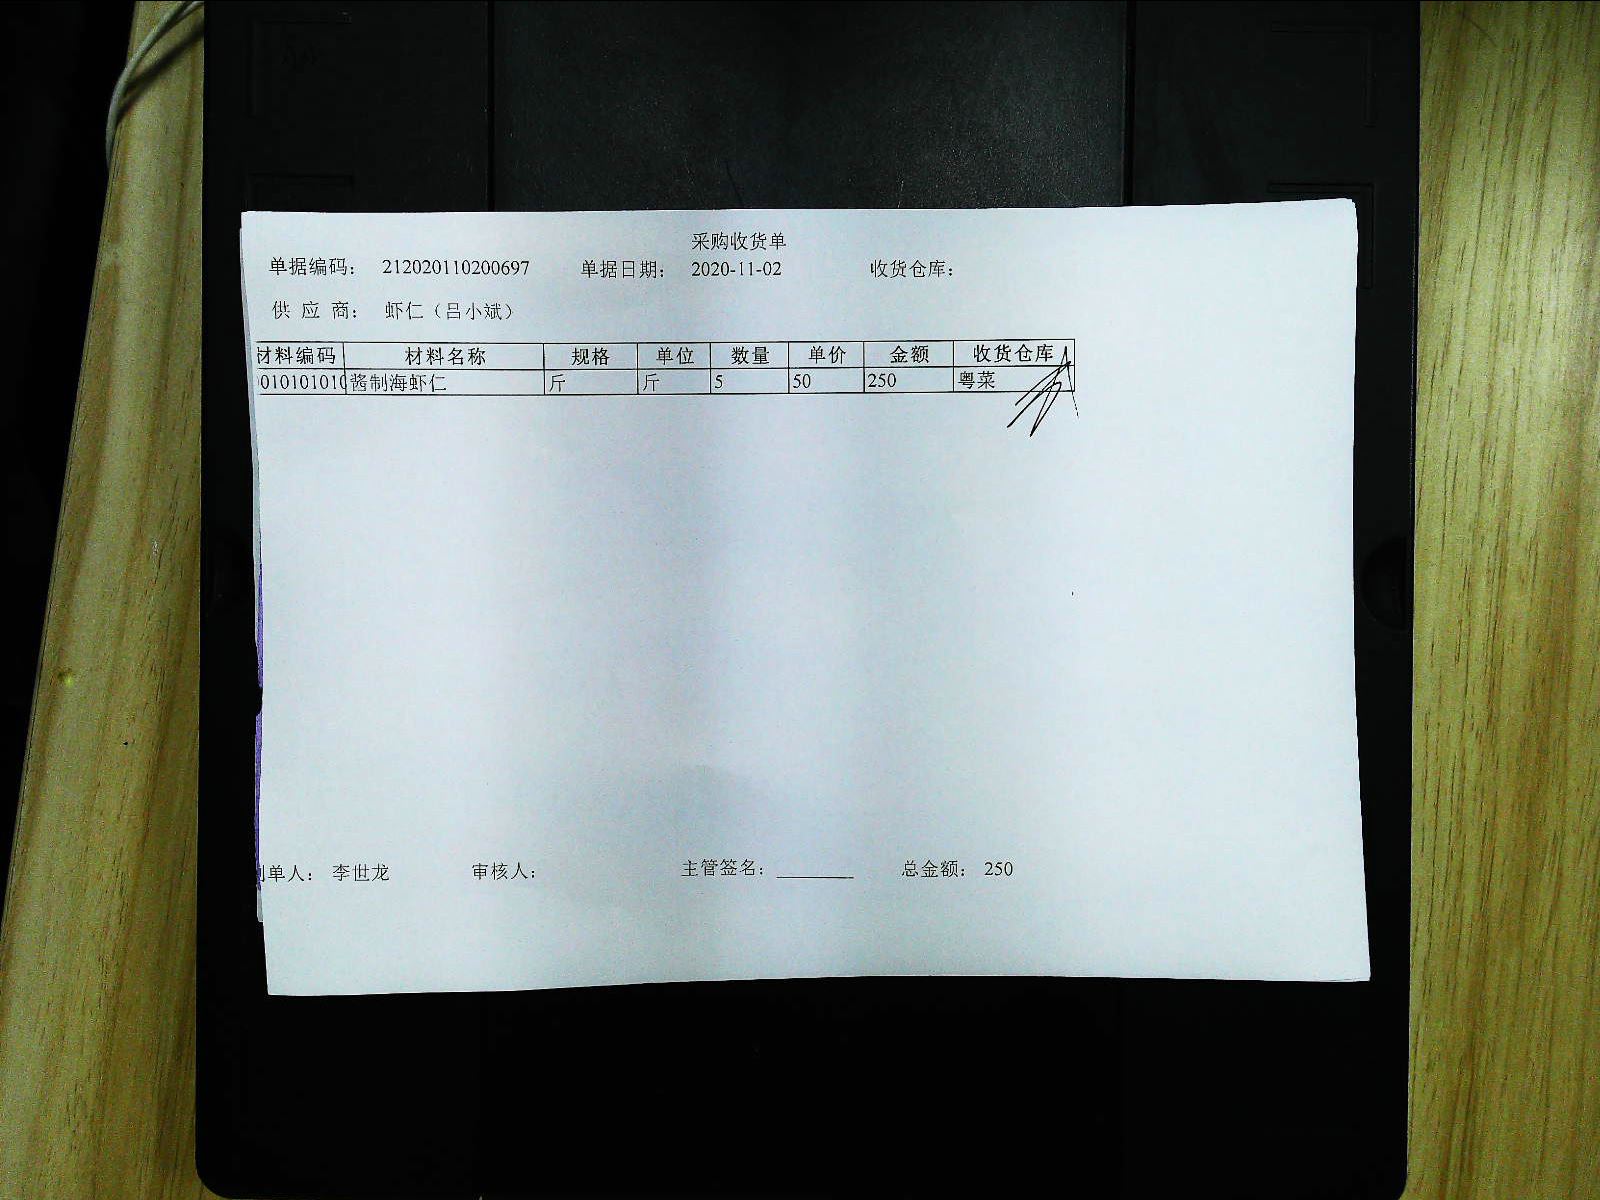 采购收货单
单据编码： 212020110200697 单据日期： 2020-11-02 收货仓库：
供 应 商： 虾仁（吕小斌）
材料编码 材料名称 规格 单位 数量 单价 金额 收货仓库
010101010 酱制海虾仁 斤 斤 5 50 250 粤菜
制单人： 李世龙 审核人： 主管签名： 总金额： 250